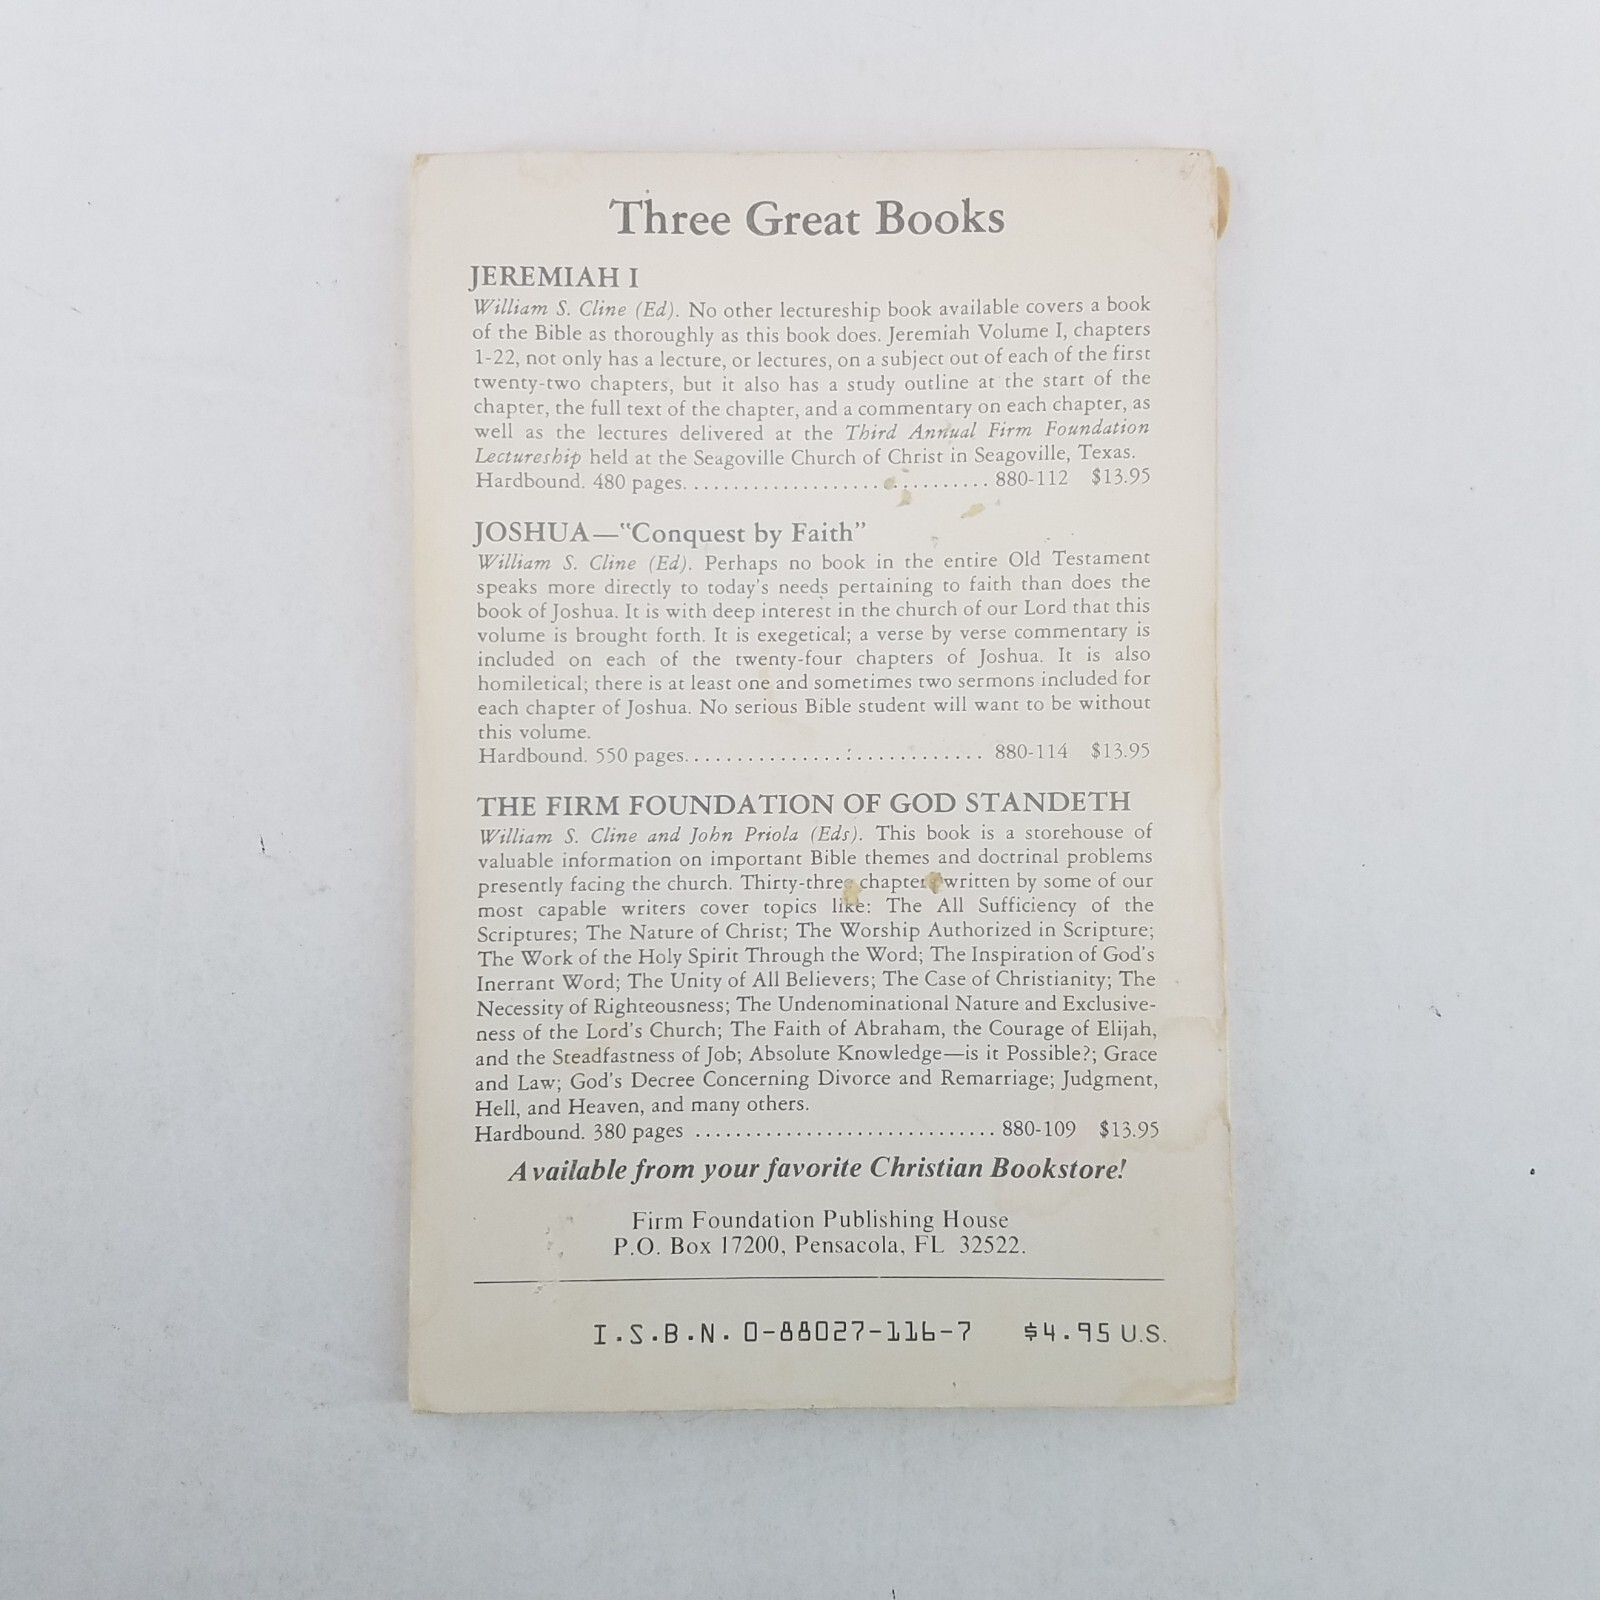 Three Great Books
JEREMIAH I
William S. Cline (Ed). No other lectureship book available covers a book
of the Bible as thoroughly as this book does. Jeremiah Volume I, chapters
1-22, not only has a lecture, or lectures, on a subject out of each of the first
twenty-two chapters, but it also has a study outline at the start of the
chapter, the full text of the chapter, and a commentary on each chapter, as
well as the lectures delivered at the Third Annual Firm Foundation
Lectureship held at the Seagoville Church of Christ in Seagoville, Texas.
Hardbound. 480 pages.............................. 880-112 $13.95
JOSHUA—"Conquest by Faith"
William S. Cline (Ed). Perhaps no book in the entire Old Testament
speaks more directly to today's needs pertaining to faith than does the
book of Joshua. It is with deep interest in the church of our Lord that this
volume is brought forth. It is exegetical; a verse by verse commentary is
included on each of the twenty-four chapters of Joshua. It is also
homiletical; there is at least one and sometimes two sermons included for
each chapter of Joshua. No serious Bible student will want to be without
this volume.
Hardbound. 550 pages.............................. 880-114 $13.95
THE FIRM FOUNDATION OF GOD STANDETH
William S. Cline and John Priola (Eds). This book is a storehouse of
valuable information on important Bible themes and doctrinal problems
presently facing the church. Thirty-three chapters written by some of our
most capable writers cover topics like: The All Sufficiency of the
Scriptures; The Nature of Christ; The Worship Authorized in Scripture;
The Work of the Holy Spirit Through the Word; The Inspiration of God's
Inerrant Word; The Unity of All Believers; The Case of Christianity; The
Necessity of Righteousness; The Undenominational Nature and Exclusive-
ness of the Lord's Church; The Faith of Abraham, the Courage of Elijah,
and the Steadfastness of Job; Absolute Knowledge—is it Possible?; Grace
and Law; God's Decree Concerning Divorce and Remarriage; Judgment,
Hell, and Heaven, and many others.
Hardbound. 380 pages .............................. 880-109 $13.95
Available from your favorite Christian Bookstore!
Firm Foundation Publishing House
P.O. Box 17200, Pensacola, FL 32522.
I.S.B.N. 0-88027-116-7 $4.95 U.S.